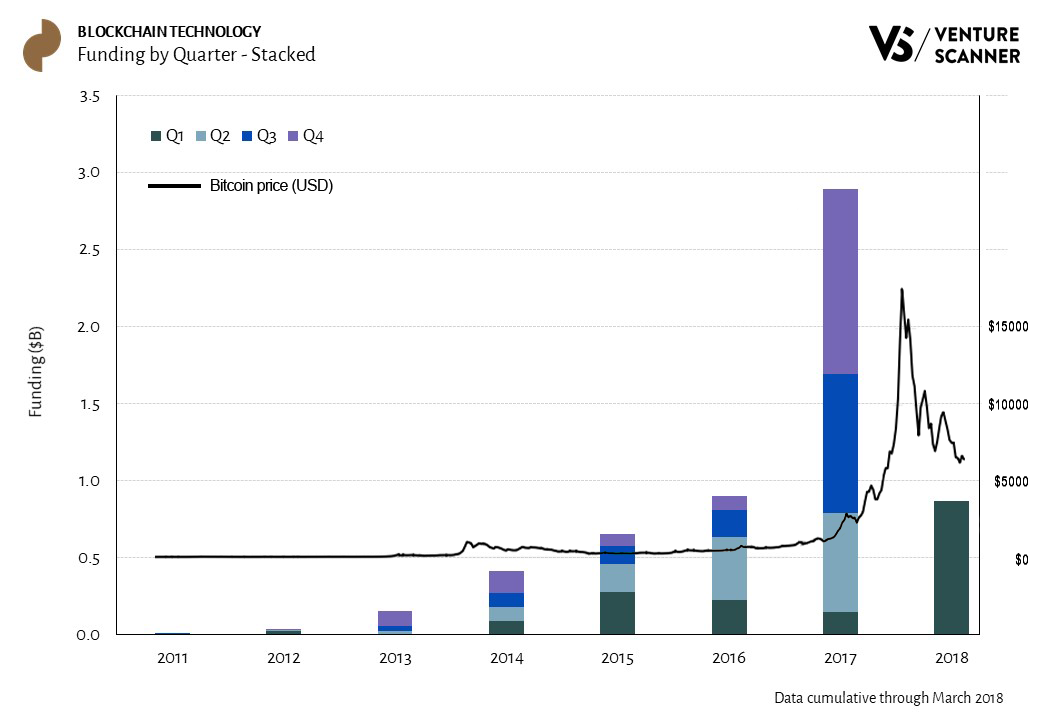 BLOCKCHAIN TECHNOLOGY
Funding by Quarter - Stacked
VS/ VENTURE
SCANNER
3.5
Q1 Q2 Q3 Q4
3.0
Bitcoin price (USD)
2.5
2.0 $15000
1.5 $10000
1.0 $5000
0.5 $0
0.0
Funding ($B)
2011 2012 2013 2014 2015 2016 2017 2018
Data cumulative through March 2018